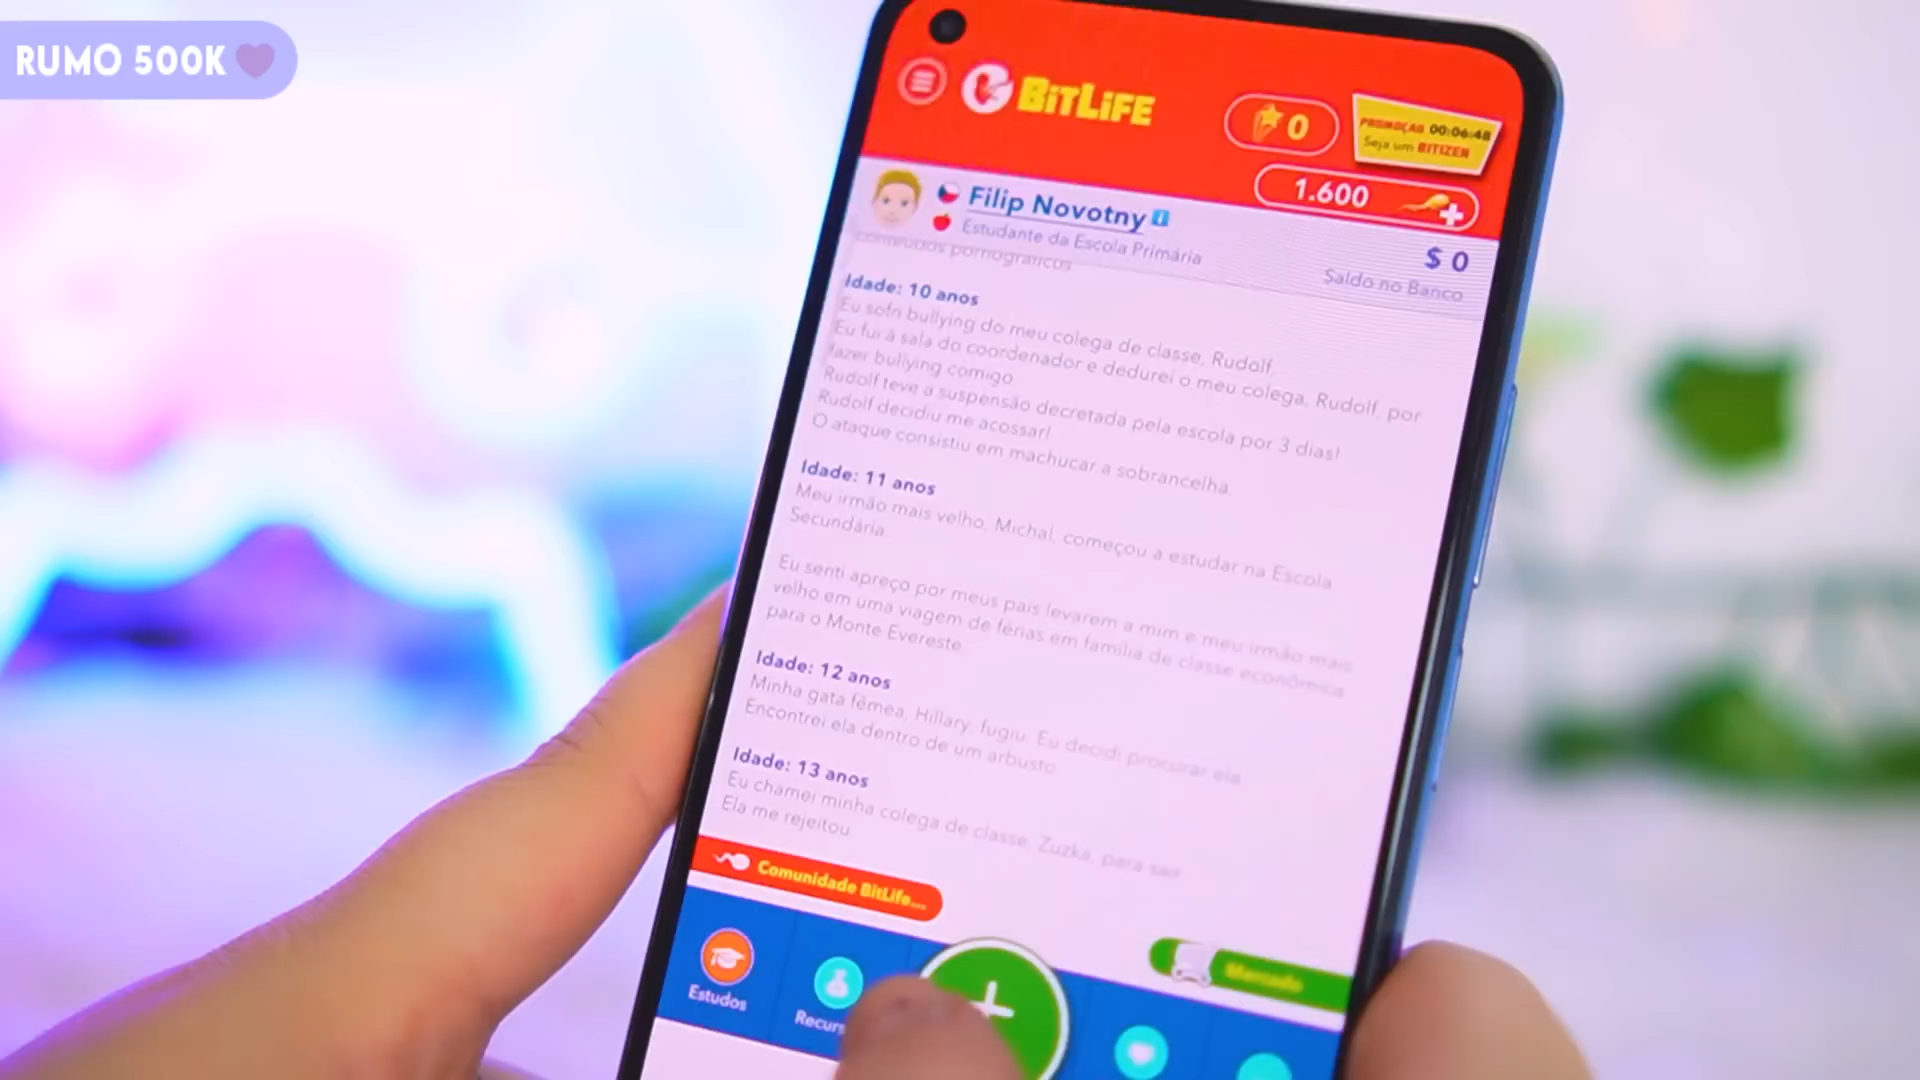 RUMO 500K
BitLife
0
PROMOÇÃO 00:06:48
Seja um BITIZEN
1.600
Filip Novotny
Estudante da Escola Primária
$ 0
Saldo no Banco
conteúdos pornográficos
Idade: 10 anos
Eu sofri bullying do meu colega de classe, Rudolf.
Eu fui à sala do coordenador e dedurei o meu colega, Rudolf, por
fazer bullying comigo
Rudolf teve a suspensão decretada pela escola por 3 dias!
Rudolf decidiu me acossar!
O ataque consistiu em machucar a sobrancelha.
Idade: 11 anos
Meu irmão mais velho, Michal, começou a estudar na Escola
Secundária
Eu senti apreço por meus pais levarem a mim e meu irmão mais
velho em uma viagem de férias em família de classe econômica
para o Monte Evereste
Idade: 12 anos
Minha gata fêmea, Hillary, fugiu. Eu decidi procurar ela
Encontrei ela dentro de um arbusto
Idade: 13 anos
Eu chamei minha colega de classe, Zuzka, para sair
Ela me rejeitou
Comunidade BitLife...
Mercado
Estudos